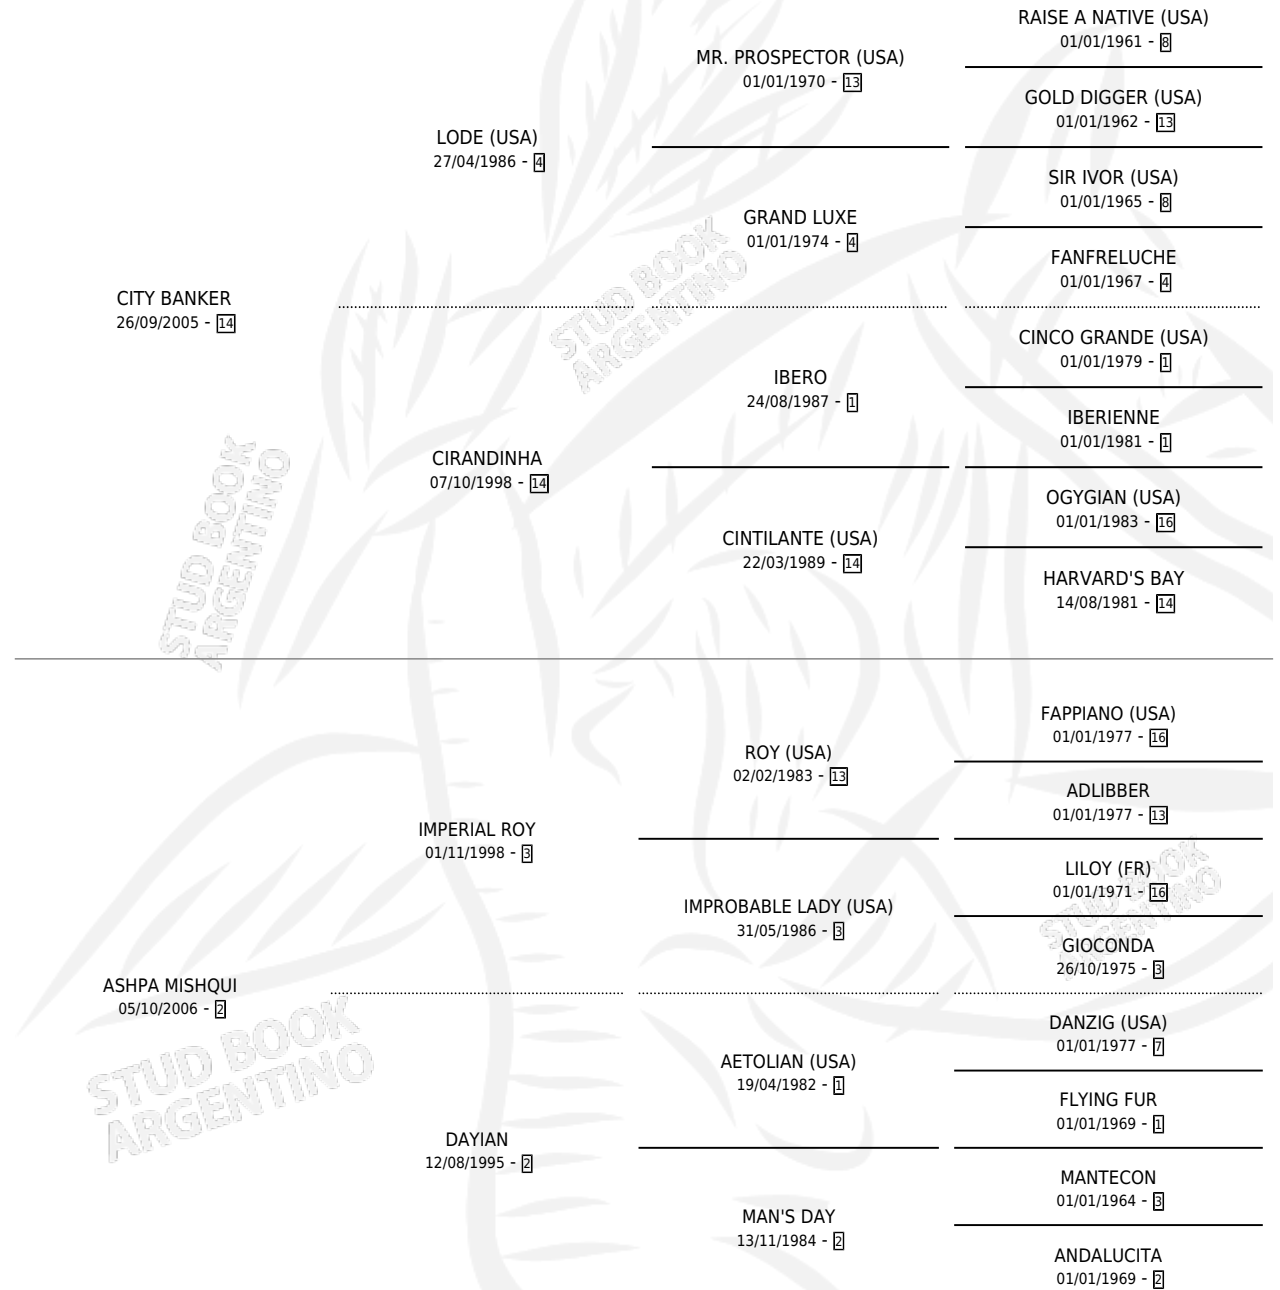 RAISE A NATIVE (USA)
01/01/1961 - 8
MR. PROSPECTOR (USA)
01/01/1970 - 13
GOLD DIGGER (USA)
01/01/1962 - 13
LODE (USA)
27/04/1986 - 4
SIR IVOR (USA)
01/01/1965 - 8
GRAND LUXE
01/01/1974 - 4
FANFRELUCHE
01/01/1967 - 4
CITY BANKER
26/09/2005 - 14
STUD BOOK
ARGENTINO
CINCO GRANDE (USA)
01/01/1979 - 1
IBERO
24/08/1987 - 1
IBERIENNE
01/01/1981 - 1
CIRANDINHA
07/10/1998 - 14
STUD BOOK
ARGENTINO
OGYGIAN (USA)
01/01/1983 - 16
CINTILANTE (USA)
22/03/1989 - 14
HARVARD'S BAY
14/08/1981 - 14
FAPPIANO (USA)
01/01/1977 - 16
ROY (USA)
02/02/1983 - 13
ADLIBBER
01/01/1977 - 13
IMPERIAL ROY
01/11/1998 - 3
LILOY (FR)
01/01/1971 - 16
STUD BOOK
ARGENTINO
IMPROBABLE LADY (USA)
31/05/1986 - 3
GIOCONDA
26/10/1975 - 3
ASHPA MISHQUI
05/10/2006 - 2
STUD BOOK
ARGENTINO
DANZIG (USA)
01/01/1977 - 7
AETOLIAN (USA)
19/04/1982 - 1
FLYING FUR
01/01/1969 - 1
DAYIAN
12/08/1995 - 2
MANTECON
01/01/1964 - 3
MAN'S DAY
13/11/1984 - 2
ANDALUCITA
01/01/1969 - 2